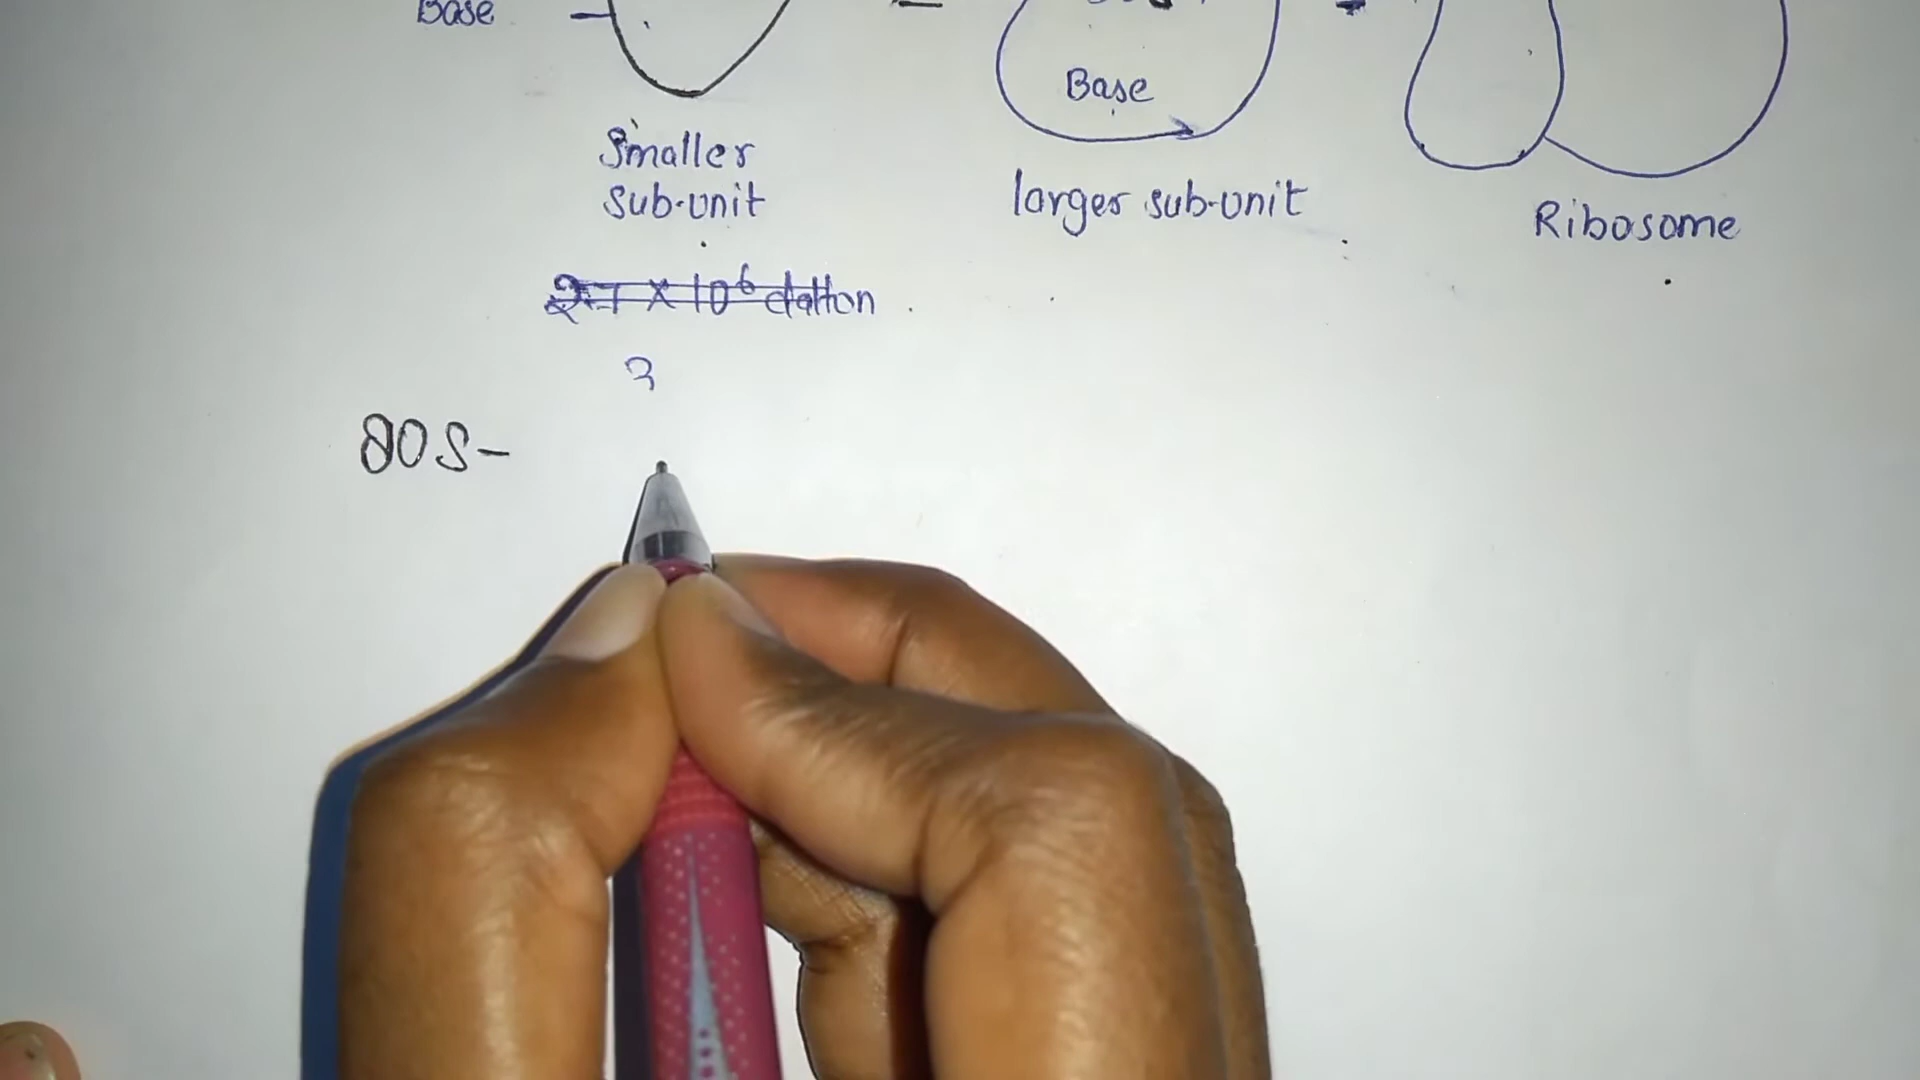 Base
Base
Smaller
Sub-unit
larger sub-unit
Ribosome
2.7 × 10⁶ dalton
3
80S-